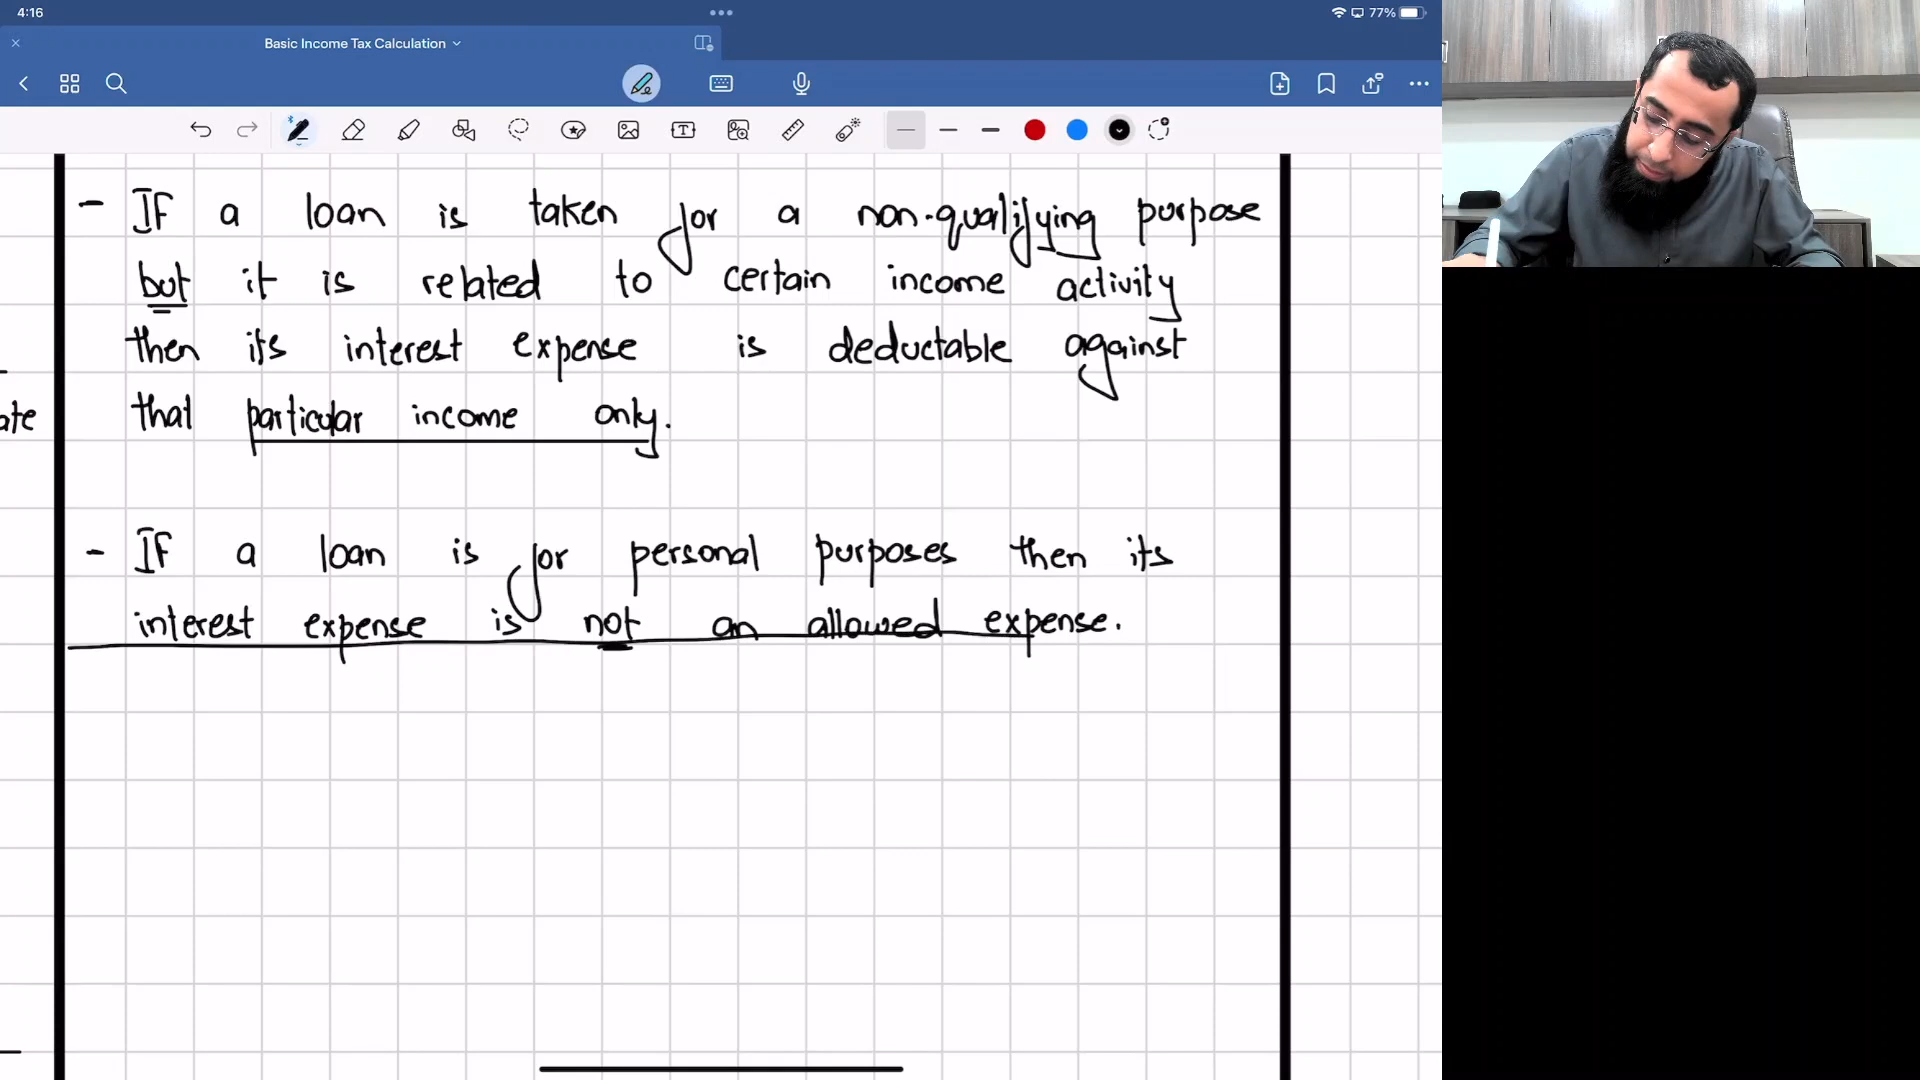 4:16
77%
Basic Income Tax Calculation
- If a loan is taken for a non-qualifying purpose
but it is related to certain income activity
then its interest expense is deductable against
ate
that particular income only.
- If a loan is for personal purposes then its
interest expense is not an allowed expense.